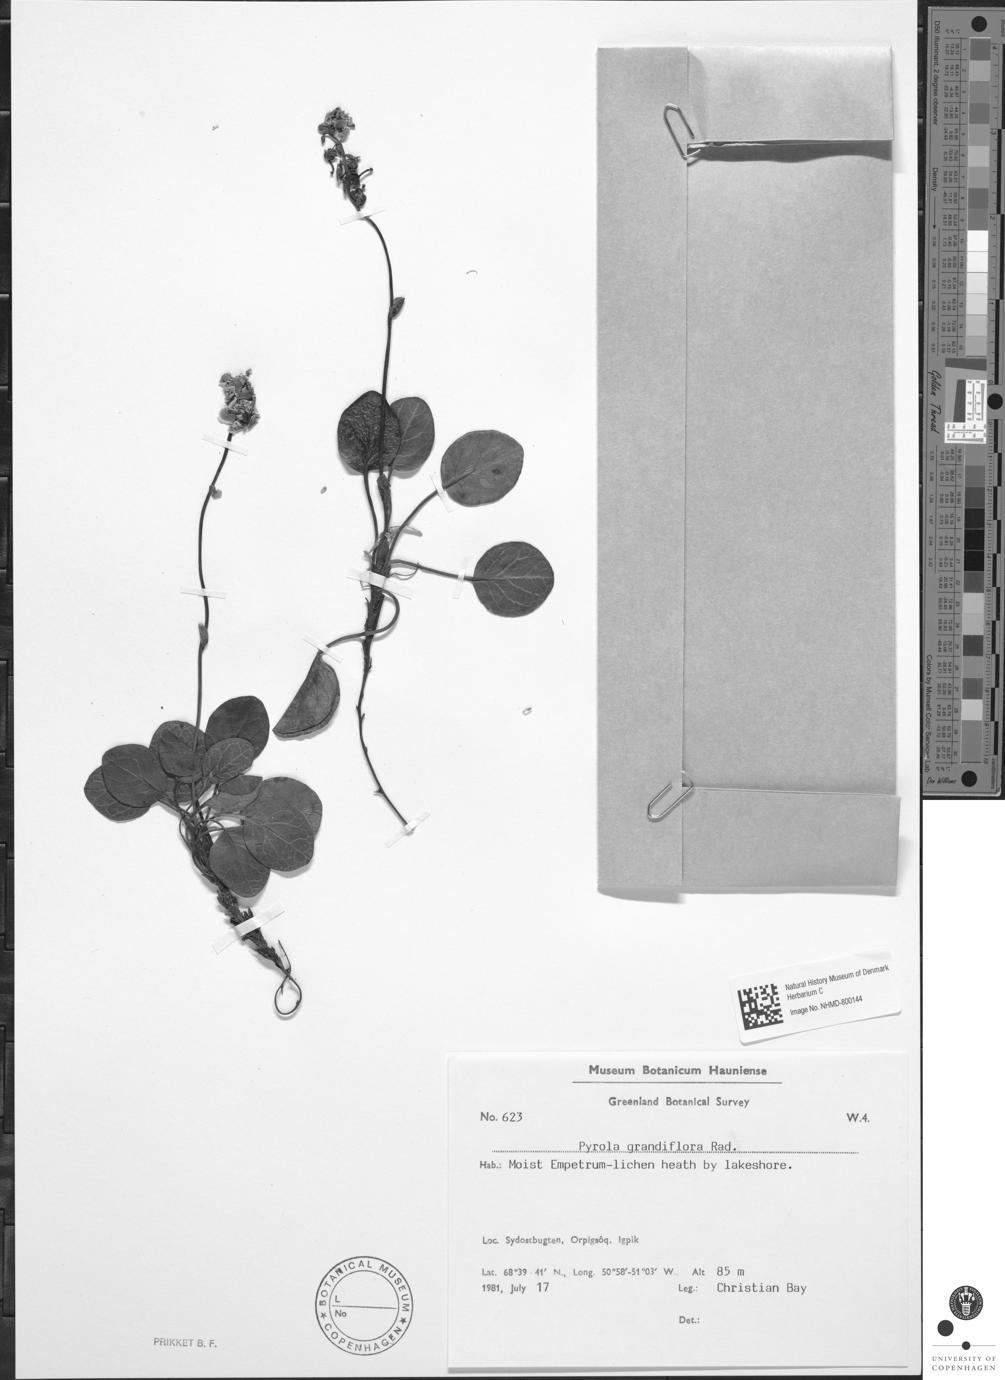 Natural History Museum of Denmark
Herbarium C
Image No. NHMD-800144
Museum Botanicum Hauniense
Greenland Botanical Survey
No. 623 W.4.
Pyrola grandiflora Rad.
Hab.: Moist Empetrum-lichen heath by lakeshore.
Loc. Sydostbugten, Orpigsôq. Igpik
Lat. 68°39 41' N., Long. 50°58'-51°03' W. Alt 85 m
1981, July 17 Leg.: Christian Bay
Det.:
BOTANICAL MUSEUM
L
No
COPENHAGEN
PRIKKET B. F.
D50 Illuminant, 2 degree observer
Density
Golden Thread
Colors by Munsell Color Services Lab
Don Williams
UNIVERSITY OF
COPENHAGEN